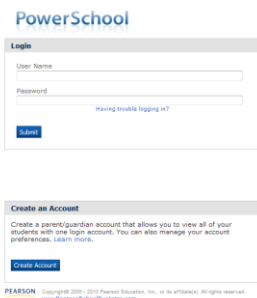 PowerSchool
Login
User Name
Password
Having trouble logging in?
Submit
Create an Account
Create a parent/guardian account that allows you to view all of your
students with one login account. You can also manage your account
preferences. Learn more.
Create Account
PEARSON Copyright© 2005 - 2010 Pearson Education, Inc., or its affiliate(s). All rights reserved.